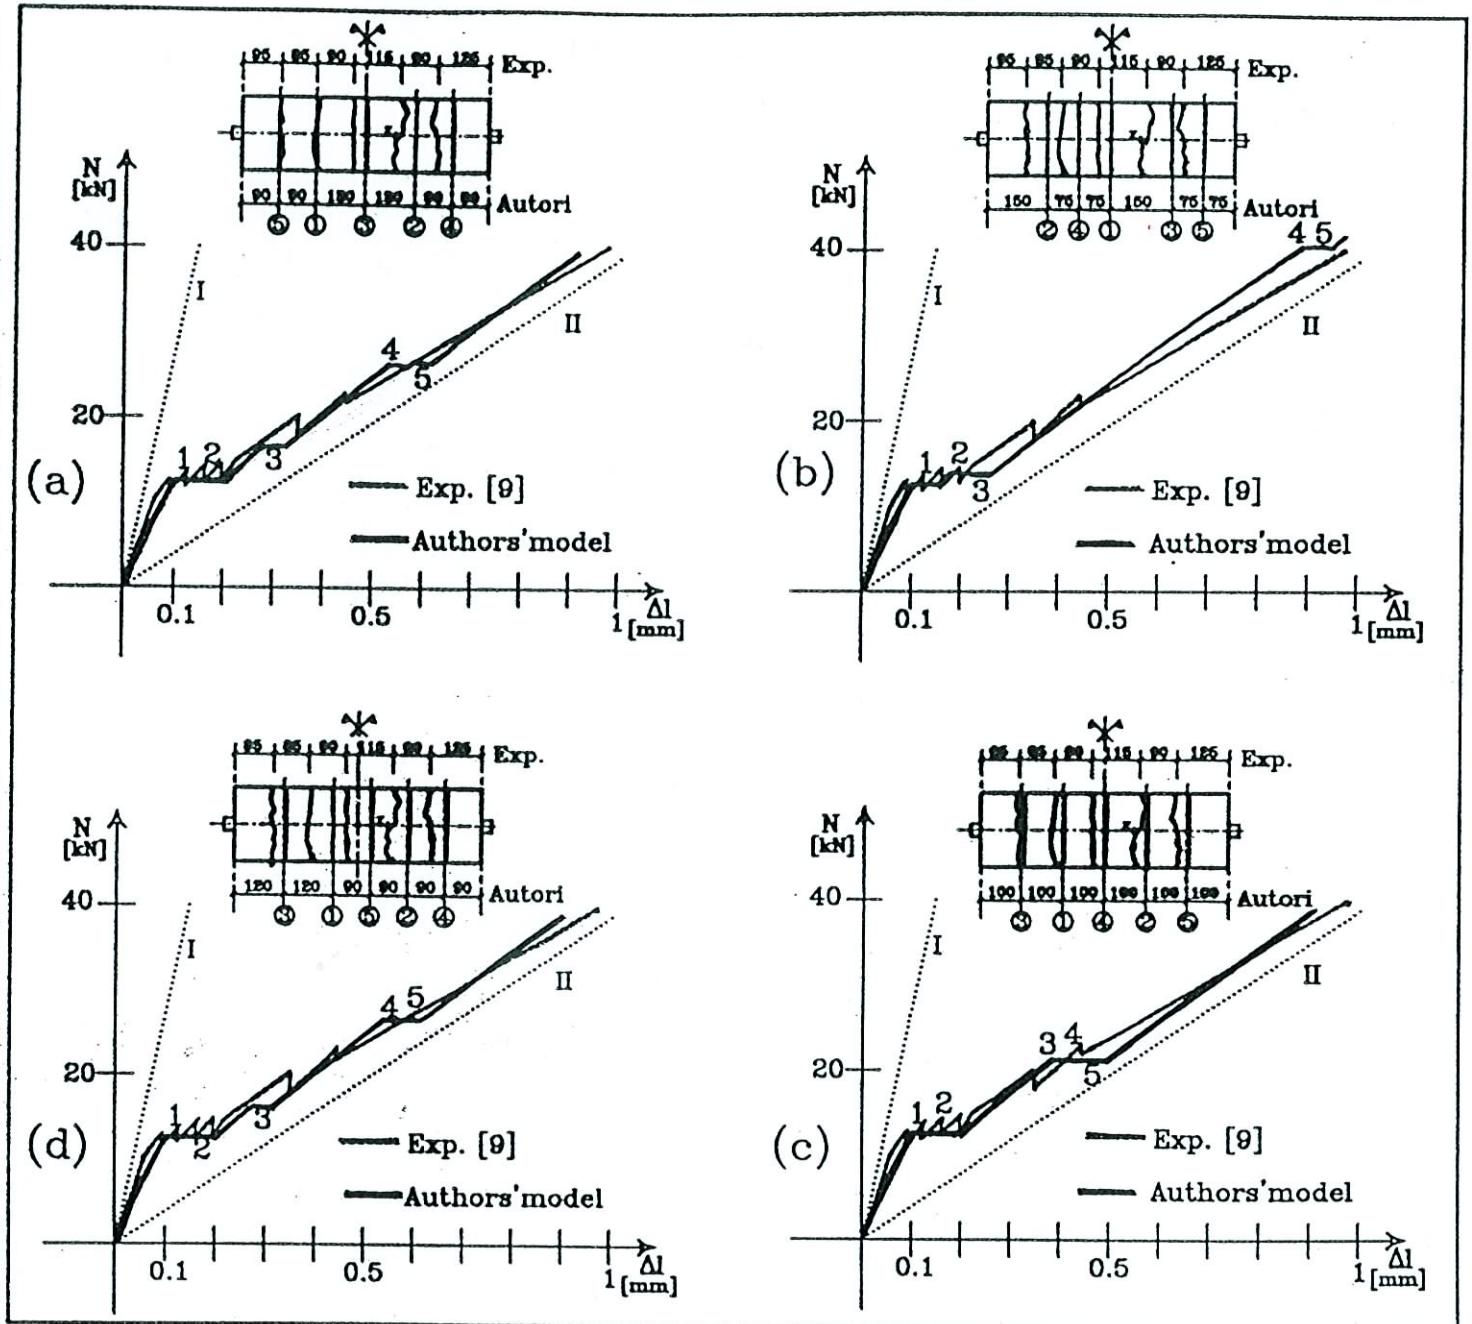 95 95 90 115 90 125 Exp.
N
[kN]
90 90 120 120 90 90 Autori
⑤ ① ③ ② ④
40
I
II
4
5
20
1 2
3
(a)
Exp. [9]
Authors'model
0.1 0.5 1 Δl
[mm]
95 95 90 115 90 125 Exp.
N
[kN]
150 75 75 150 75 75 Autori
② ④ ① ③ ⑤
40
4 5
I
II
20
1 2
3
(b)
Exp. [9]
Authors'model
0.1 0.5 1 Δl
[mm]
95 95 90 115 90 125 Exp.
N
[kN]
120 120 90 90 90 90 Autori
③ ① ⑤ ② ④
40
I
II
4 5
20
1
2
3
(d)
Exp. [9]
Authors'model
0.1 0.5 1 Δl
[mm]
95 95 90 115 90 125 Exp.
N
[kN]
100 100 100 100 100 100 Autori
③ ① ④ ② ⑤
40
I
II
3 4
5
20
1 2
(c)
Exp. [9]
Authors'model
0.1 0.5 1 Δl
[mm]